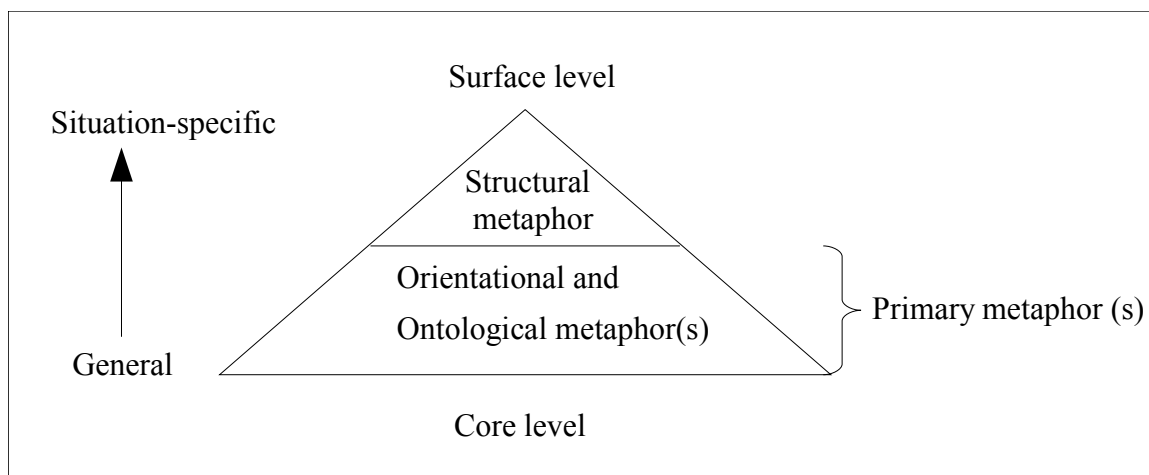 Surface level
Situation-specific
Structural
metaphor
Orientational and
Ontological metaphor(s)
Primary metaphor (s)
General
Core level